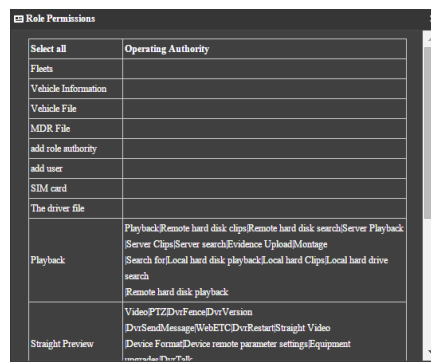 Role Permissions
Select all Operating Authority
Fleets
Vehicle Information
Vehicle File
MDR File
add role authority
add user
SIM card
The driver file
Playback|Remote hard disk clips|Remote hard disk search|Server Playback
|Server Clips|Server search|Evidence Upload|Montage
Playback
|Search for|Local hard disk playback|Local hard Clips|Local hard drive
search
|Remote hard disk playback
Video|PTZ|DvrFence|DvrVersion
|DvrSendMessage|WebETC|DvrRestart|Straight Video
Straight Preview
|Device Format|Device remote parameter settings|Equipment
upgrades|DvrTalk